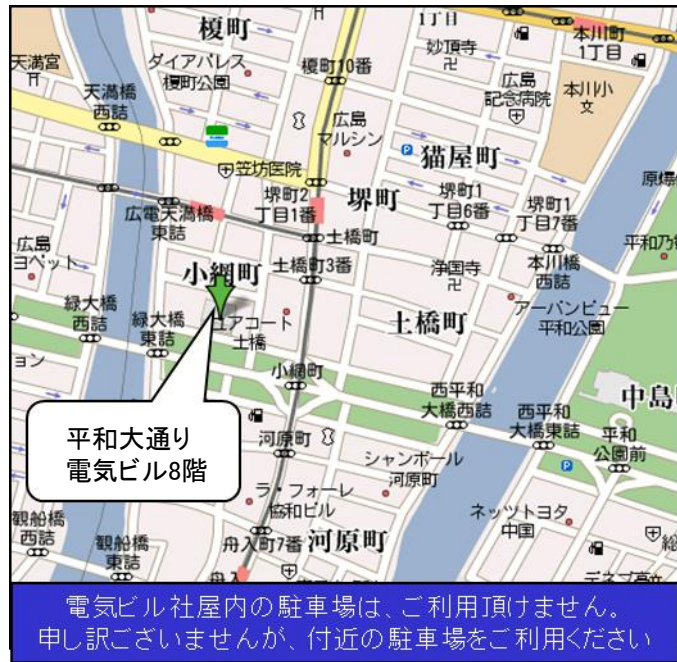 榎町
天満宮
ダイアパレス
榎町公園
天満橋
西詰
榎町10番
広島
マルシン
妙頂寺
1丁目
本川町
1丁目
広島
記念病院
本川小
笠坊医院
猫屋町
広電天満橋
東詰
堺町2
丁目1番
堺町
堺町1
丁目6番
堺町1
丁目7番
土橋町
平和乃
広島
ヨペット
小網町
土橋町3番
浄国寺
本川橋
西詰
緑大橋
西詰
緑大橋
東詰
ュアコート
土橋
土橋町
アーバンビュー
平和公園
ョン
小網町
西平和
大橋西詰
西平和
大橋東詰
中島
平和
公園前
平和大通り
電気ビル8階
河原町
シャンボール
河原町
ラ・フォーレ
協和ビル
ネッツトヨタ
中国
観船橋
西詰
観船橋
東詰
舟入町7番
河原町
舟入
電気ビル社屋内の駐車場は、ご利用頂けません。
申し訳ございませんが、付近の駐車場をご利用ください